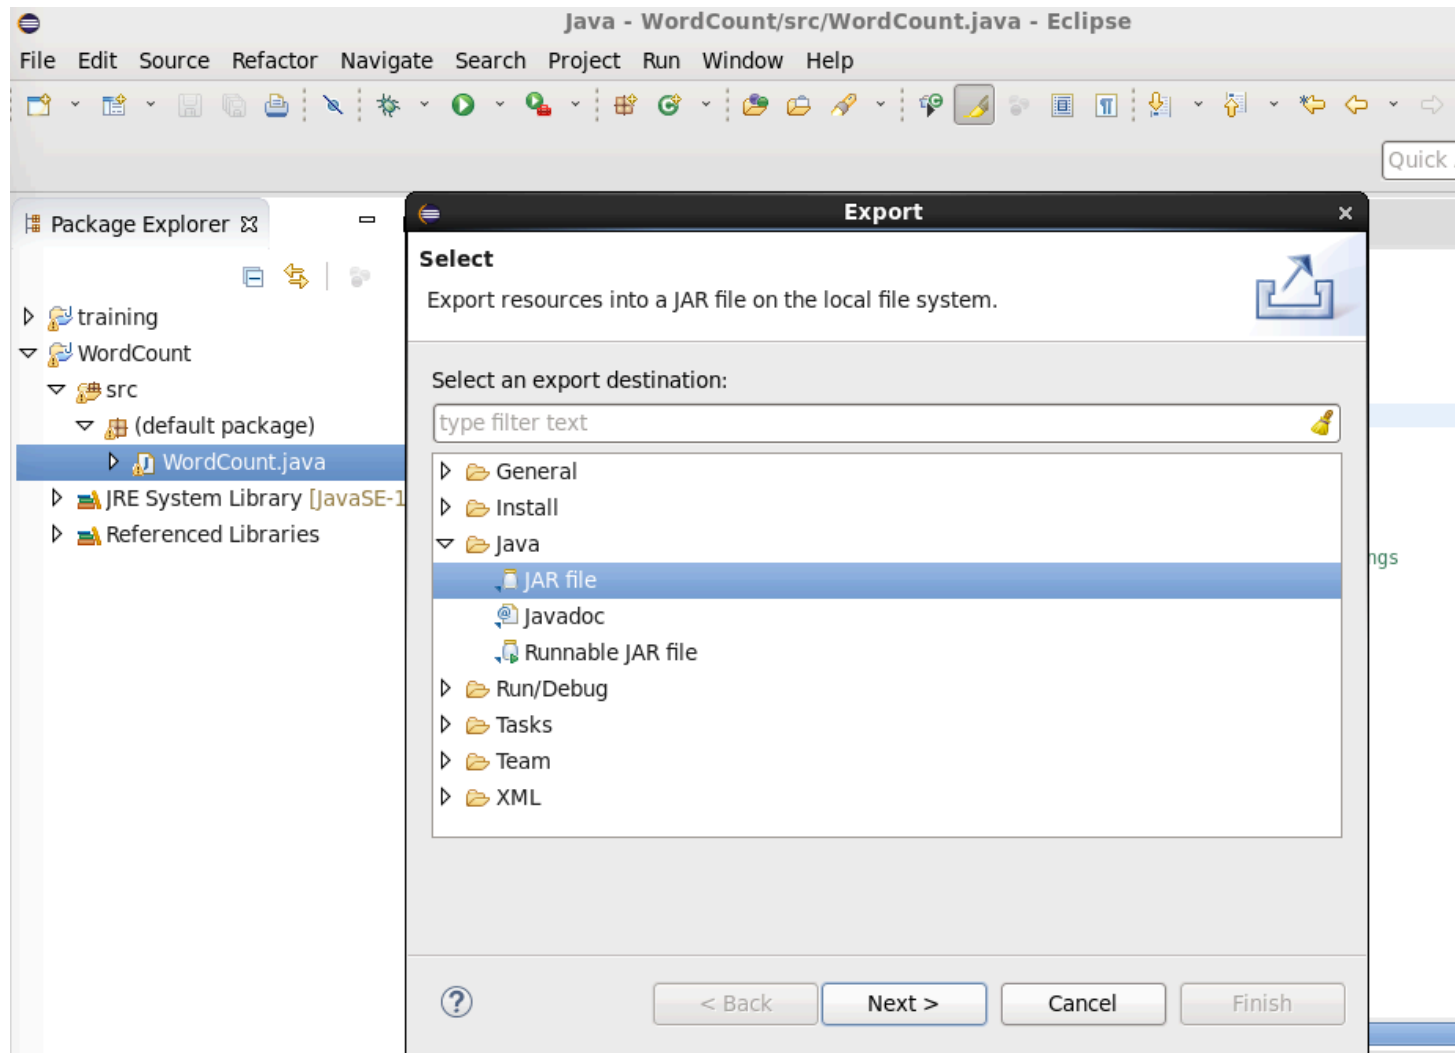 Java - WordCount/src/WordCount.java - Eclipse
File Edit Source Refactor Navigate Search Project Run Window Help
Quick
Package Explorer
Export
Select
Export resources into a JAR file on the local file system.
training
WordCount
src
(default package)
WordCount.java
JRE System Library [JavaSE-1
Referenced Libraries
Select an export destination:
type filter text
General
Install
Java
JAR file
Javadoc
Runnable JAR file
Run/Debug
Tasks
Team
XML
ngs
< Back Next > Cancel Finish